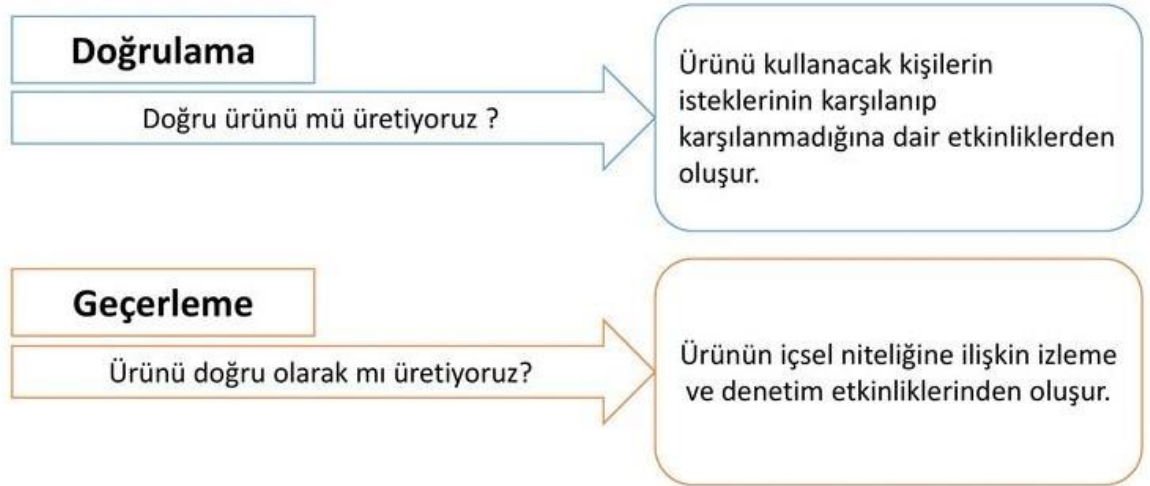 Doğrulama
Doğru ürünü mü üretiyoruz ?
Ürünü kullanacak kişilerin
isteklerinin karşılanıp
karşılanmadığına dair etkinliklerden
oluşur.
Geçerleme
Ürünü doğru olarak mı üretiyoruz?
Ürünün içsel niteliğine ilişkin izleme
ve denetim etkinliklerinden oluşur.